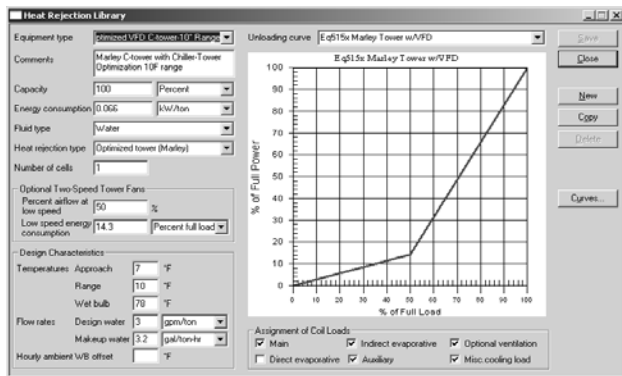 Heat Rejection Library
Equipment type
ptimized VFD C-tower-10° Range
Comments
Marley C-tower with Chiller-Tower
Optimization 10F range
Capacity
100
Percent
Energy consumption
0.066
kW/ton
Fluid type
Water
Heat rejection type
Optimized tower (Marley)
Number of cells
1
Optional Two-Speed Tower Fans
Percent airflow at
low speed
50
%
Low speed energy
consumption
14.3
Percent full load
Design Characteristics
Temperatures
Approach
7
°F
Range
10
°F
Wet bulb
78
°F
Flow rates
Design water
3
gpm/ton
Makeup water
3.2
gal/ton-hr
Hourly ambient WB offset
°F
Unloading curve
Eq515x Marley Tower w/VFD
Eq515x Marley Tower w/VFD
% of Full Power
100
90
80
70
60
50
40
30
20
10
0
0 10 20 30 40 50 60 70 80 90 100
% of Full Load
Assignment of Coil Loads
Main
Indirect evaporative
Optional ventilation
Direct evaporative
Auxiliary
Misc.cooling load
Save
Close
New
Copy
Delete
Curves...